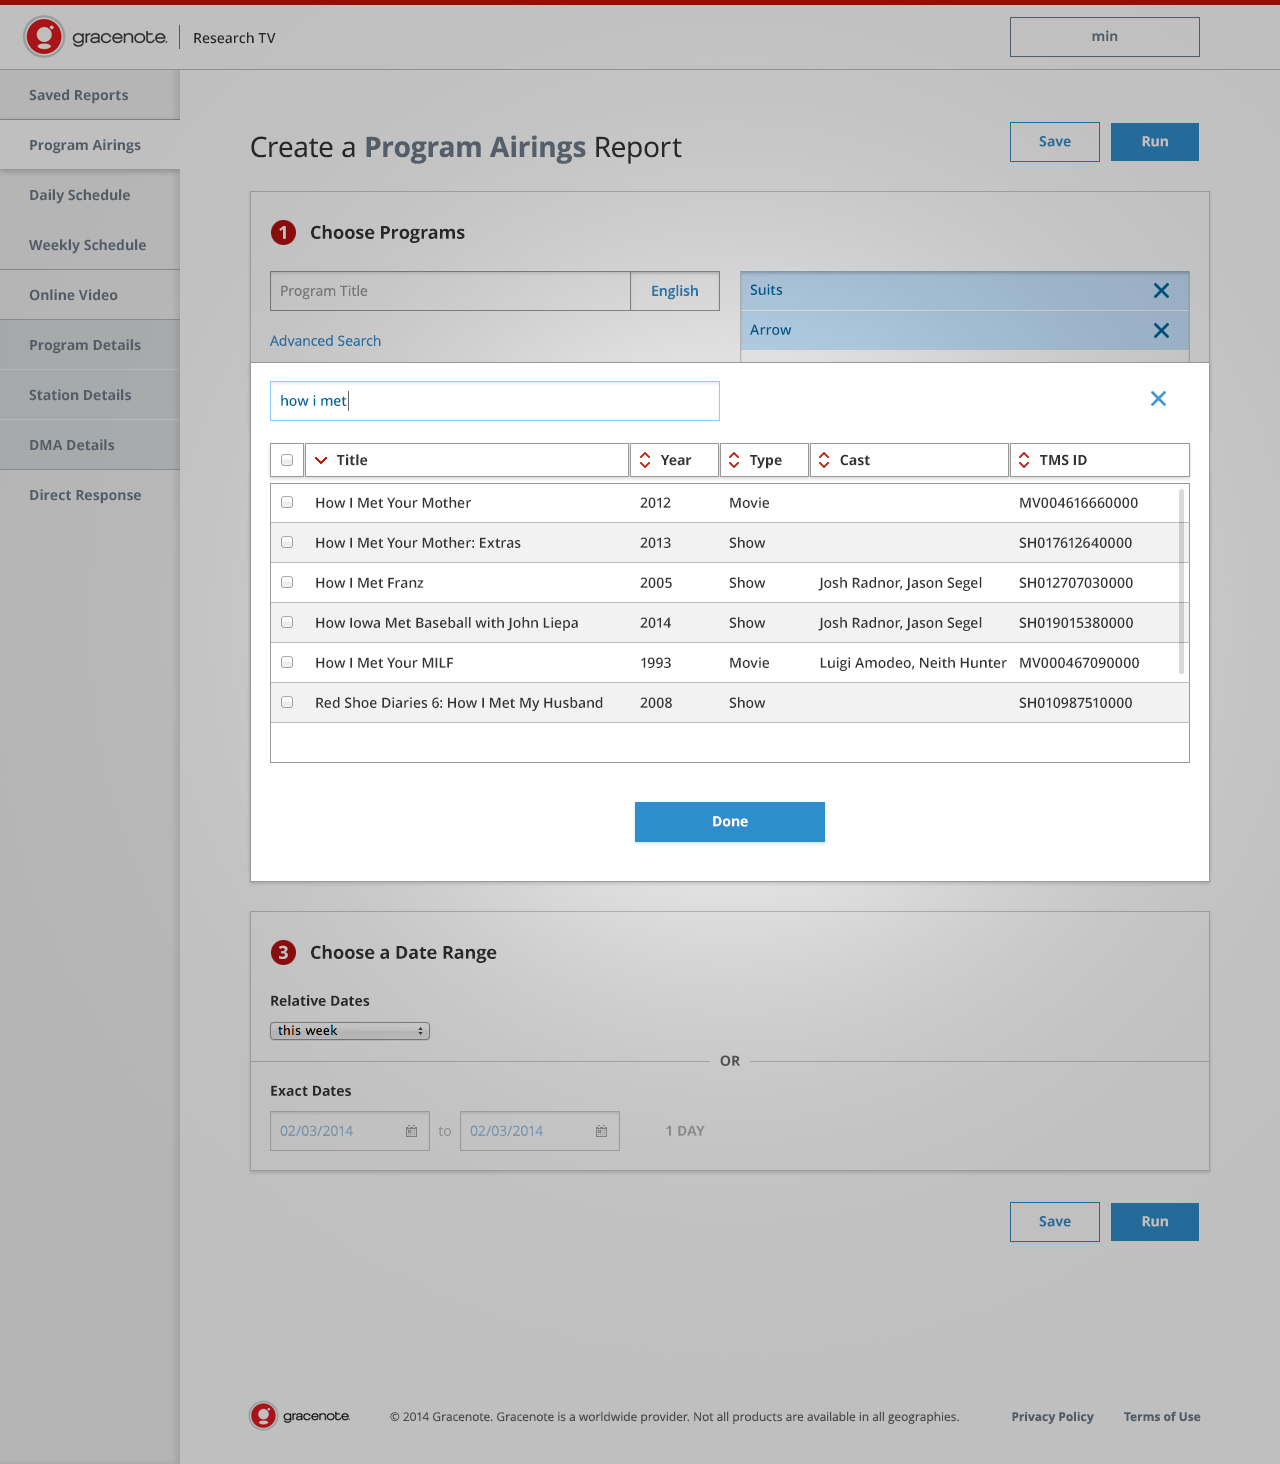 gracenote. Research TV min
Saved Reports
Program Airings
Daily Schedule
Weekly Schedule
Online Video
Program Details
Station Details
DMA Details
Direct Response
Create a Program Airings Report Save Run
1 Choose Programs
Program Title English
Suits
Arrow
Advanced Search
how i met
Title Year Type Cast TMS ID
How I Met Your Mother 2012 Movie MV004616660000
How I Met Your Mother: Extras 2013 Show SH017612640000
How I Met Franz 2005 Show Josh Radnor, Jason Segel SH012707030000
How Iowa Met Baseball with John Liepa 2014 Show Josh Radnor, Jason Segel SH019015380000
How I Met Your MILF 1993 Movie Luigi Amodeo, Neith Hunter MV000467090000
Red Shoe Diaries 6: How I Met My Husband 2008 Show SH010987510000
Done
3 Choose a Date Range
Relative Dates
this week
OR
Exact Dates
02/03/2014 to 02/03/2014 1 DAY
Save Run
gracenote. © 2014 Gracenote. Gracenote is a worldwide provider. Not all products are available in all geographies. Privacy Policy Terms of Use